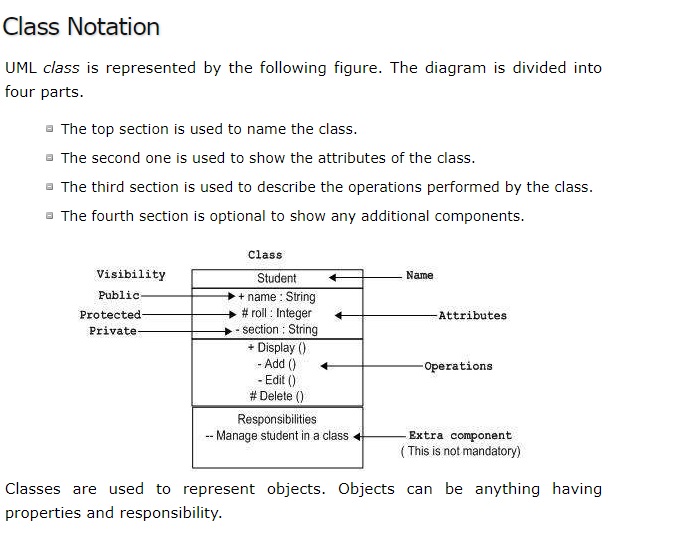 Class Notation
UML class is represented by the following figure. The diagram is divided into
four parts.
The top section is used to name the class.
The second one is used to show the attributes of the class.
The third section is used to describe the operations performed by the class.
The fourth section is optional to show any additional components.
Class
Visibility
Student
Name
Public
+ name : String
Protected
# roll : Integer
Attributes
Private
- section : String
+ Display ()
- Add ()
Operations
- Edit ()
# Delete ()
Responsibilities
-- Manage student in a class
Extra component
( This is not mandatory)
Classes are used to represent objects. Objects can be anything having
properties and responsibility.